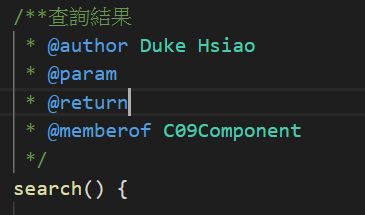 /**查詢結果
* @author Duke Hsiao
* @param
* @return
* @memberof C09Component
*/
search() {